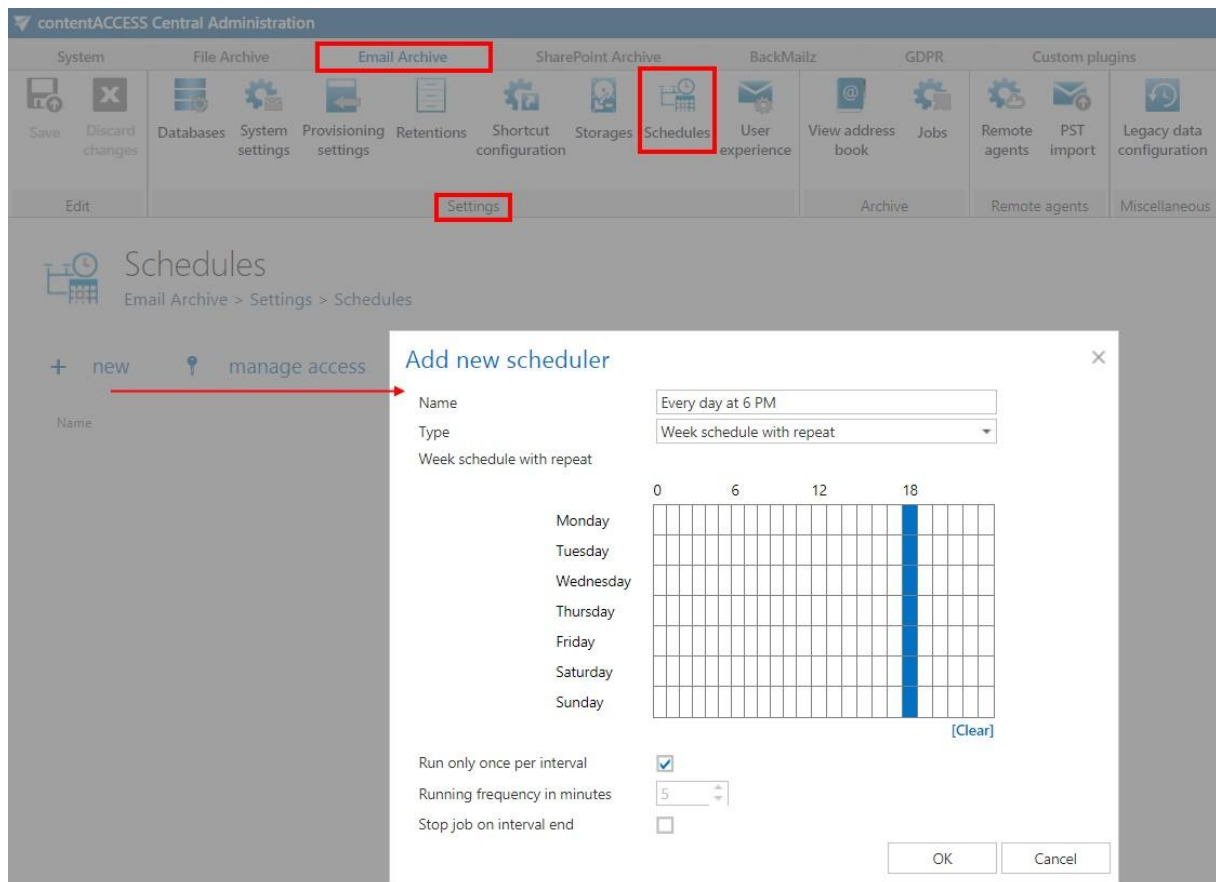 contentACCESS Central Administration
System File Archive Email Archive SharePoint Archive BackMailz GDPR Custom plugins
Save Discard changes Databases System settings Provisioning settings Retentions Shortcut configuration Storages Schedules User experience View address book Jobs Remote agents PST import Legacy data configuration
Edit Settings Archive Remote agents Miscellaneous
Schedules
Email Archive > Settings > Schedules
+ new manage access
Name
Add new scheduler
Name Every day at 6 PM
Type Week schedule with repeat
Week schedule with repeat
0 6 12 18
Monday
Tuesday
Wednesday
Thursday
Friday
Saturday
Sunday
[Clear]
Run only once per interval
Running frequency in minutes 5
Stop job on interval end
OK Cancel